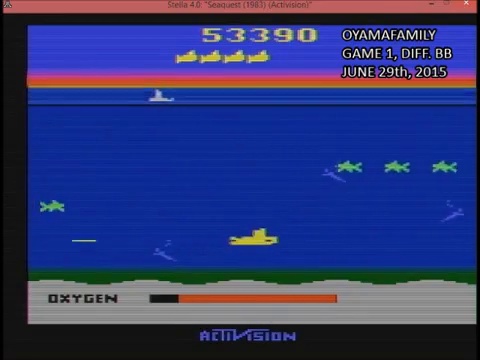 Stella 4.0: "Seaquest (1983) (Activision)"
53390
OYAMAFAMILY
GAME 1, DIFF. BB
JUNE 29th, 2015
OXYGEN
ACTIVISION